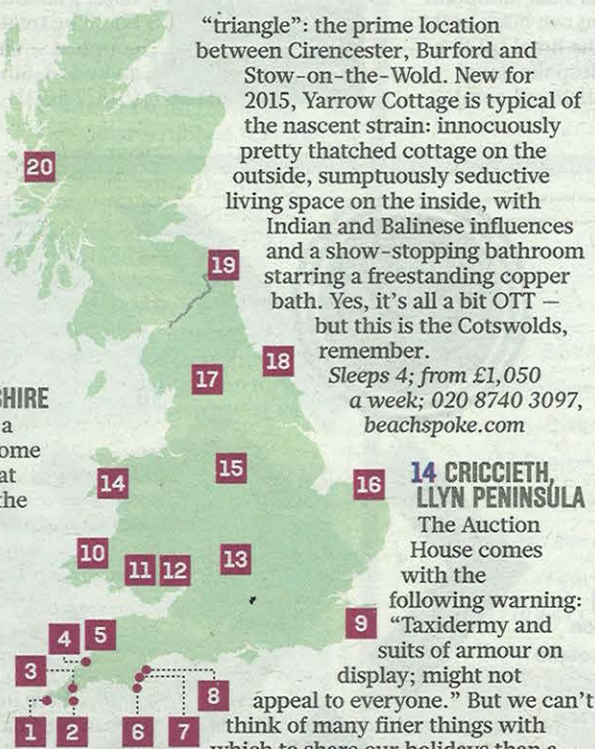 “triangle”: the prime location
between Cirencester, Burford and
Stow-on-the-Wold. New for
2015, Yarrow Cottage is typical of
the nascent strain: innocuously
pretty thatched cottage on the
outside, sumptuously seductive
living space on the inside, with
Indian and Balinese influences
and a show-stopping bathroom
starring a freestanding copper
bath. Yes, it’s all a bit OTT —
but this is the Cotswolds,
remember.
Sleeps 4; from £1,050
a week; 020 8740 3097,
beachspoke.com
14 CRICCIETH,
LLYN PENINSULA
The Auction
House comes
with the
following warning:
“Taxidermy and
suits of armour on
display; might not
appeal to everyone.” But we can’t
think of many finer things with
which to share our holidays than a
SHIRE
a
ome
at
the
20
19
18
17
15
14
16
10
11
12
13
9
4
5
3
8
1
2
6
7